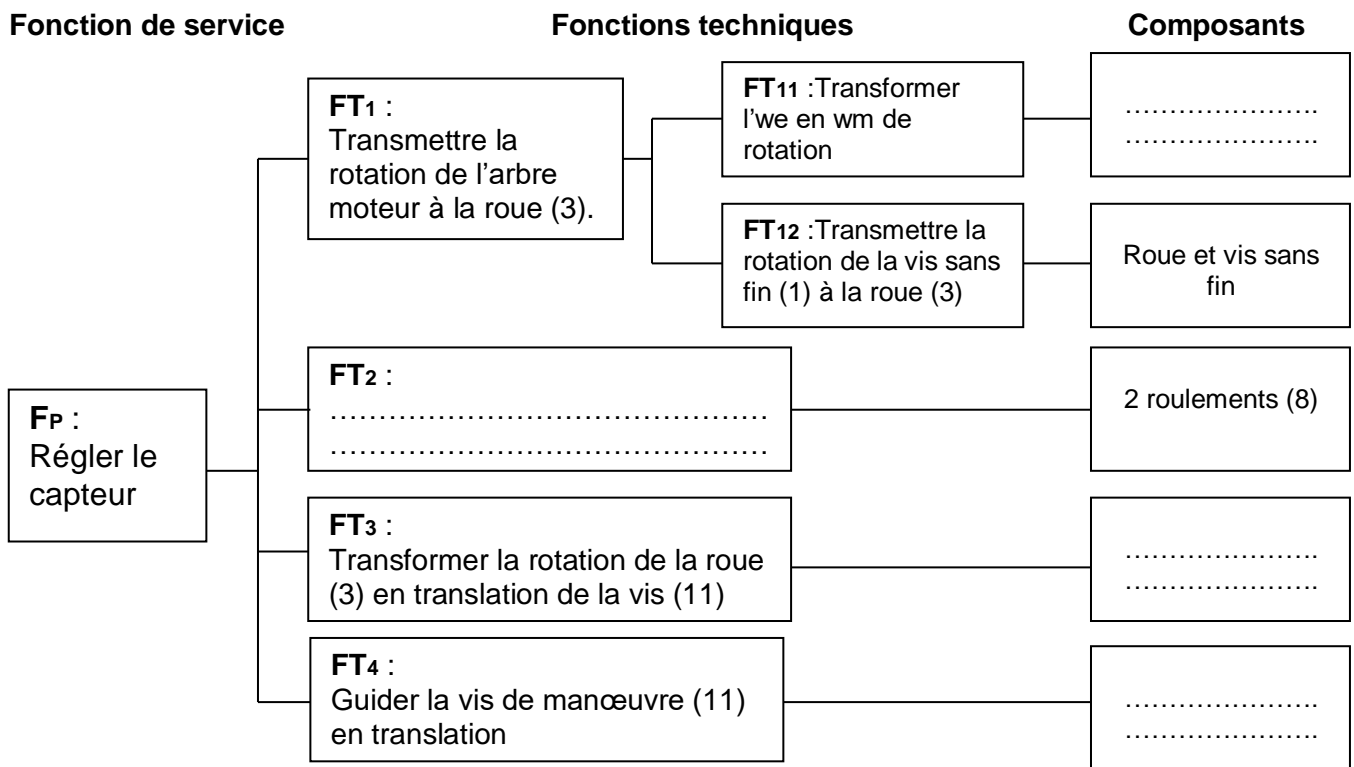 Fonction de service Fonctions techniques Composants
FT1 :
Transmettre la
rotation de l'arbre
moteur à la roue (3).
FT11 :Transformer
l'we en wm de
rotation
…………………..
…………………..
FT12 :Transmettre la
rotation de la vis sans
fin (1) à la roue (3)
Roue et vis sans
fin
FP :
Régler le
capteur
FT2 :
………………………………………
………………………………………
2 roulements (8)
FT3 :
Transformer la rotation de la roue
(3) en translation de la vis (11)
…………………..
…………………..
FT4 :
Guider la vis de manœuvre (11)
en translation
…………………..
…………………..